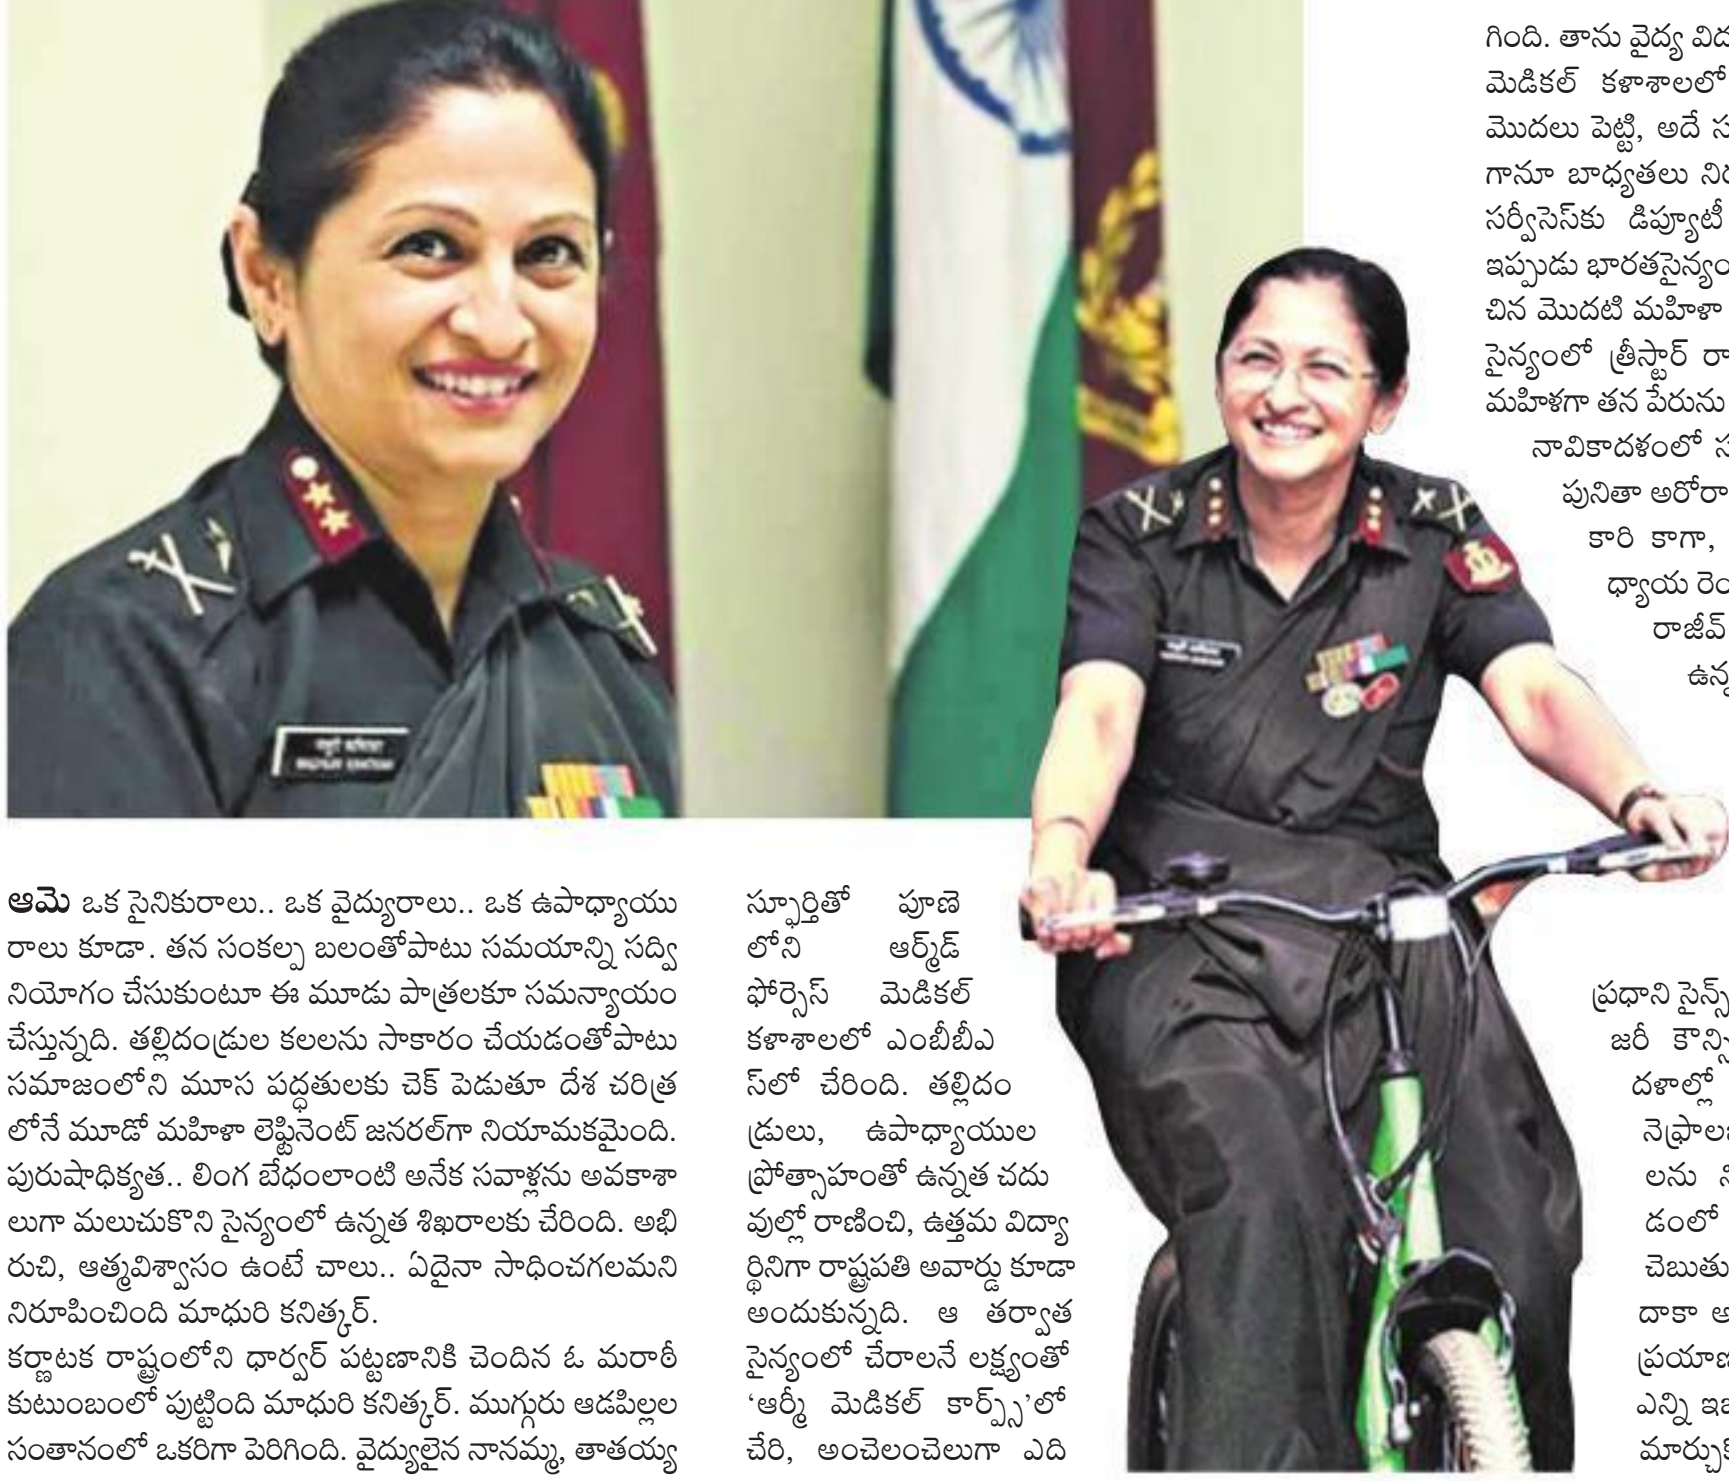 ఆమె ఒక సైనికురాలు.. ఒక వైద్యురాలు.. ఒక ఉపాధ్యాయు
రాలు కూడా. తన సంకల్ప బలంతోపాటు సమయాన్ని సద్వి
నియోగం చేసుకుంటూ ఈ మూడు పాత్రలకూ సమన్యాయం
చేస్తున్నది. తల్లిదండ్రుల కలలను సాకారం చేయడంతోపాటు
సమాజంలోని మూస పద్ధతులకు చెక్ పెడుతూ దేశ చరిత్ర
లోనే మూడో మహిళా లెఫ్టినెంట్ జనరల్‌గా నియామకమైంది.
పురుషాధిక్యత.. లింగ బేధంలాంటి అనేక సవాళ్లను అవకాశా
లుగా మలుచుకొని సైన్యంలో ఉన్నత శిఖరాలకు చేరింది. అభి
రుచి, ఆత్మవిశ్వాసం ఉంటే చాలు.. ఏదైనా సాధించగలమని
నిరూపించింది మాధురి కనిత్కర్.
కర్ణాటక రాష్ట్రంలోని ధార్వర్ పట్టణానికి చెందిన ఓ మరాఠీ
కుటుంబంలో పుట్టింది మాధురి కనిత్కర్. ముగ్గురు ఆడపిల్లల
సంతానంలో ఒకరిగా పెరిగింది. వైద్యులైన నానమ్మ, తాతయ్య
స్ఫూర్తితో పూణె
లోని ఆర్మ్‌డ్
ఫోర్సెస్ మెడికల్
కళాశాలలో ఎంబీబీఎ
స్‌లో చేరింది. తల్లిదం
డ్రులు, ఉపాధ్యాయుల
ప్రోత్సాహంతో ఉన్నత చదు
వుల్లో రాణించి, ఉత్తమ విద్యా
ర్థినిగా రాష్ట్రపతి అవార్డు కూడా
అందుకున్నది. ఆ తర్వాత
సైన్యంలో చేరాలనే లక్ష్యంతో
‘ఆర్మీ మెడికల్ కార్ప్స్’లో
చేరి, అంచెలంచెలుగా ఎది
గింది. తాను వైద్య విద
మెడికల్ కళాశాలలో
మొదలు పెట్టి, అదే స
గానూ బాధ్యతలు
సర్వీసెస్‌కు డిప్యూటీ
ఇప్పుడు భారతసైన్యం
చిన మొదటి మహిళా
సైన్యంలో త్రీస్టార్ రా
మహిళగా తన పేరును
నావికాదళంలో స
పునితా అరోరా
కారి కాగా,
ధ్యాయ రెం
రాజీవ్
ఉన్న
ప్రధాని సైన్స్
జరీ కౌన్సి
దళాల్లో
నెఫ్రాల
లను ని
డంలో
చెబుతు
దాకా అ
ప్రయాణ
ఎన్ని ఇ
మార్చు